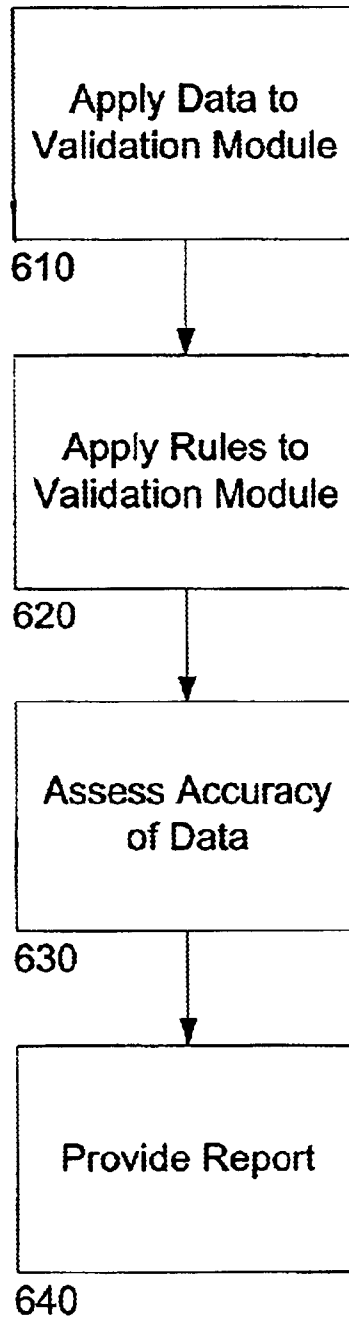 Apply Data to
Validation Module
610
Apply Rules to
Validation Module
620
Assess Accuracy
of Data
630
Provide Report
640